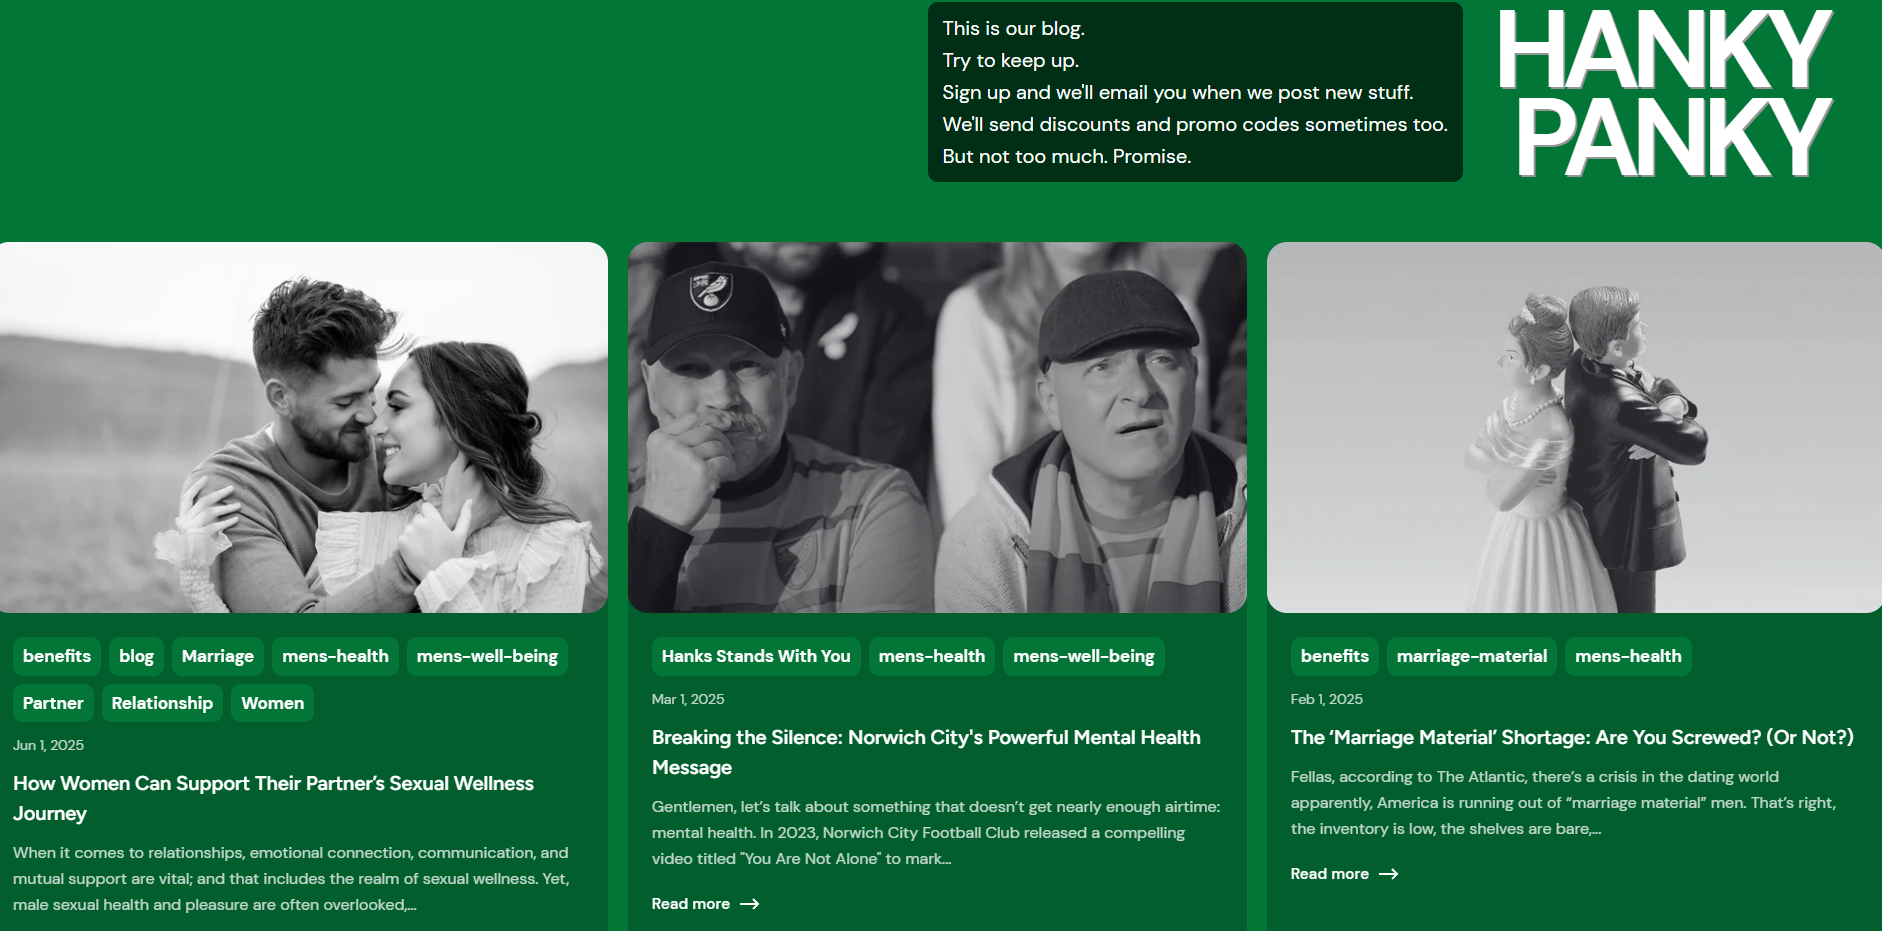 This is our blog.
Try to keep up.
Sign up and we'll email you when we post new stuff.
We'll send discounts and promo codes sometimes too.
But not too much. Promise.
HANKY
PANKY
benefits blog Marriage mens-health mens-well-being
Partner Relationship Women
Jun 1, 2025
How Women Can Support Their Partner’s Sexual Wellness
Journey
When it comes to relationships, emotional connection, communication, and
mutual support are vital; and that includes the realm of sexual wellness. Yet,
male sexual health and pleasure are often overlooked,...
Hanks Stands With You mens-health mens-well-being
Mar 1, 2025
Breaking the Silence: Norwich City's Powerful Mental Health
Message
Gentlemen, let’s talk about something that doesn’t get nearly enough airtime:
mental health. In 2023, Norwich City Football Club released a compelling
video titled "You Are Not Alone" to mark...
Read more
benefits marriage-material mens-health
Feb 1, 2025
The ‘Marriage Material’ Shortage: Are You Screwed? (Or Not?)
Fellas, according to The Atlantic, there’s a crisis in the dating world
apparently, America is running out of “marriage material” men. That’s right,
the inventory is low, the shelves are bare,...
Read more